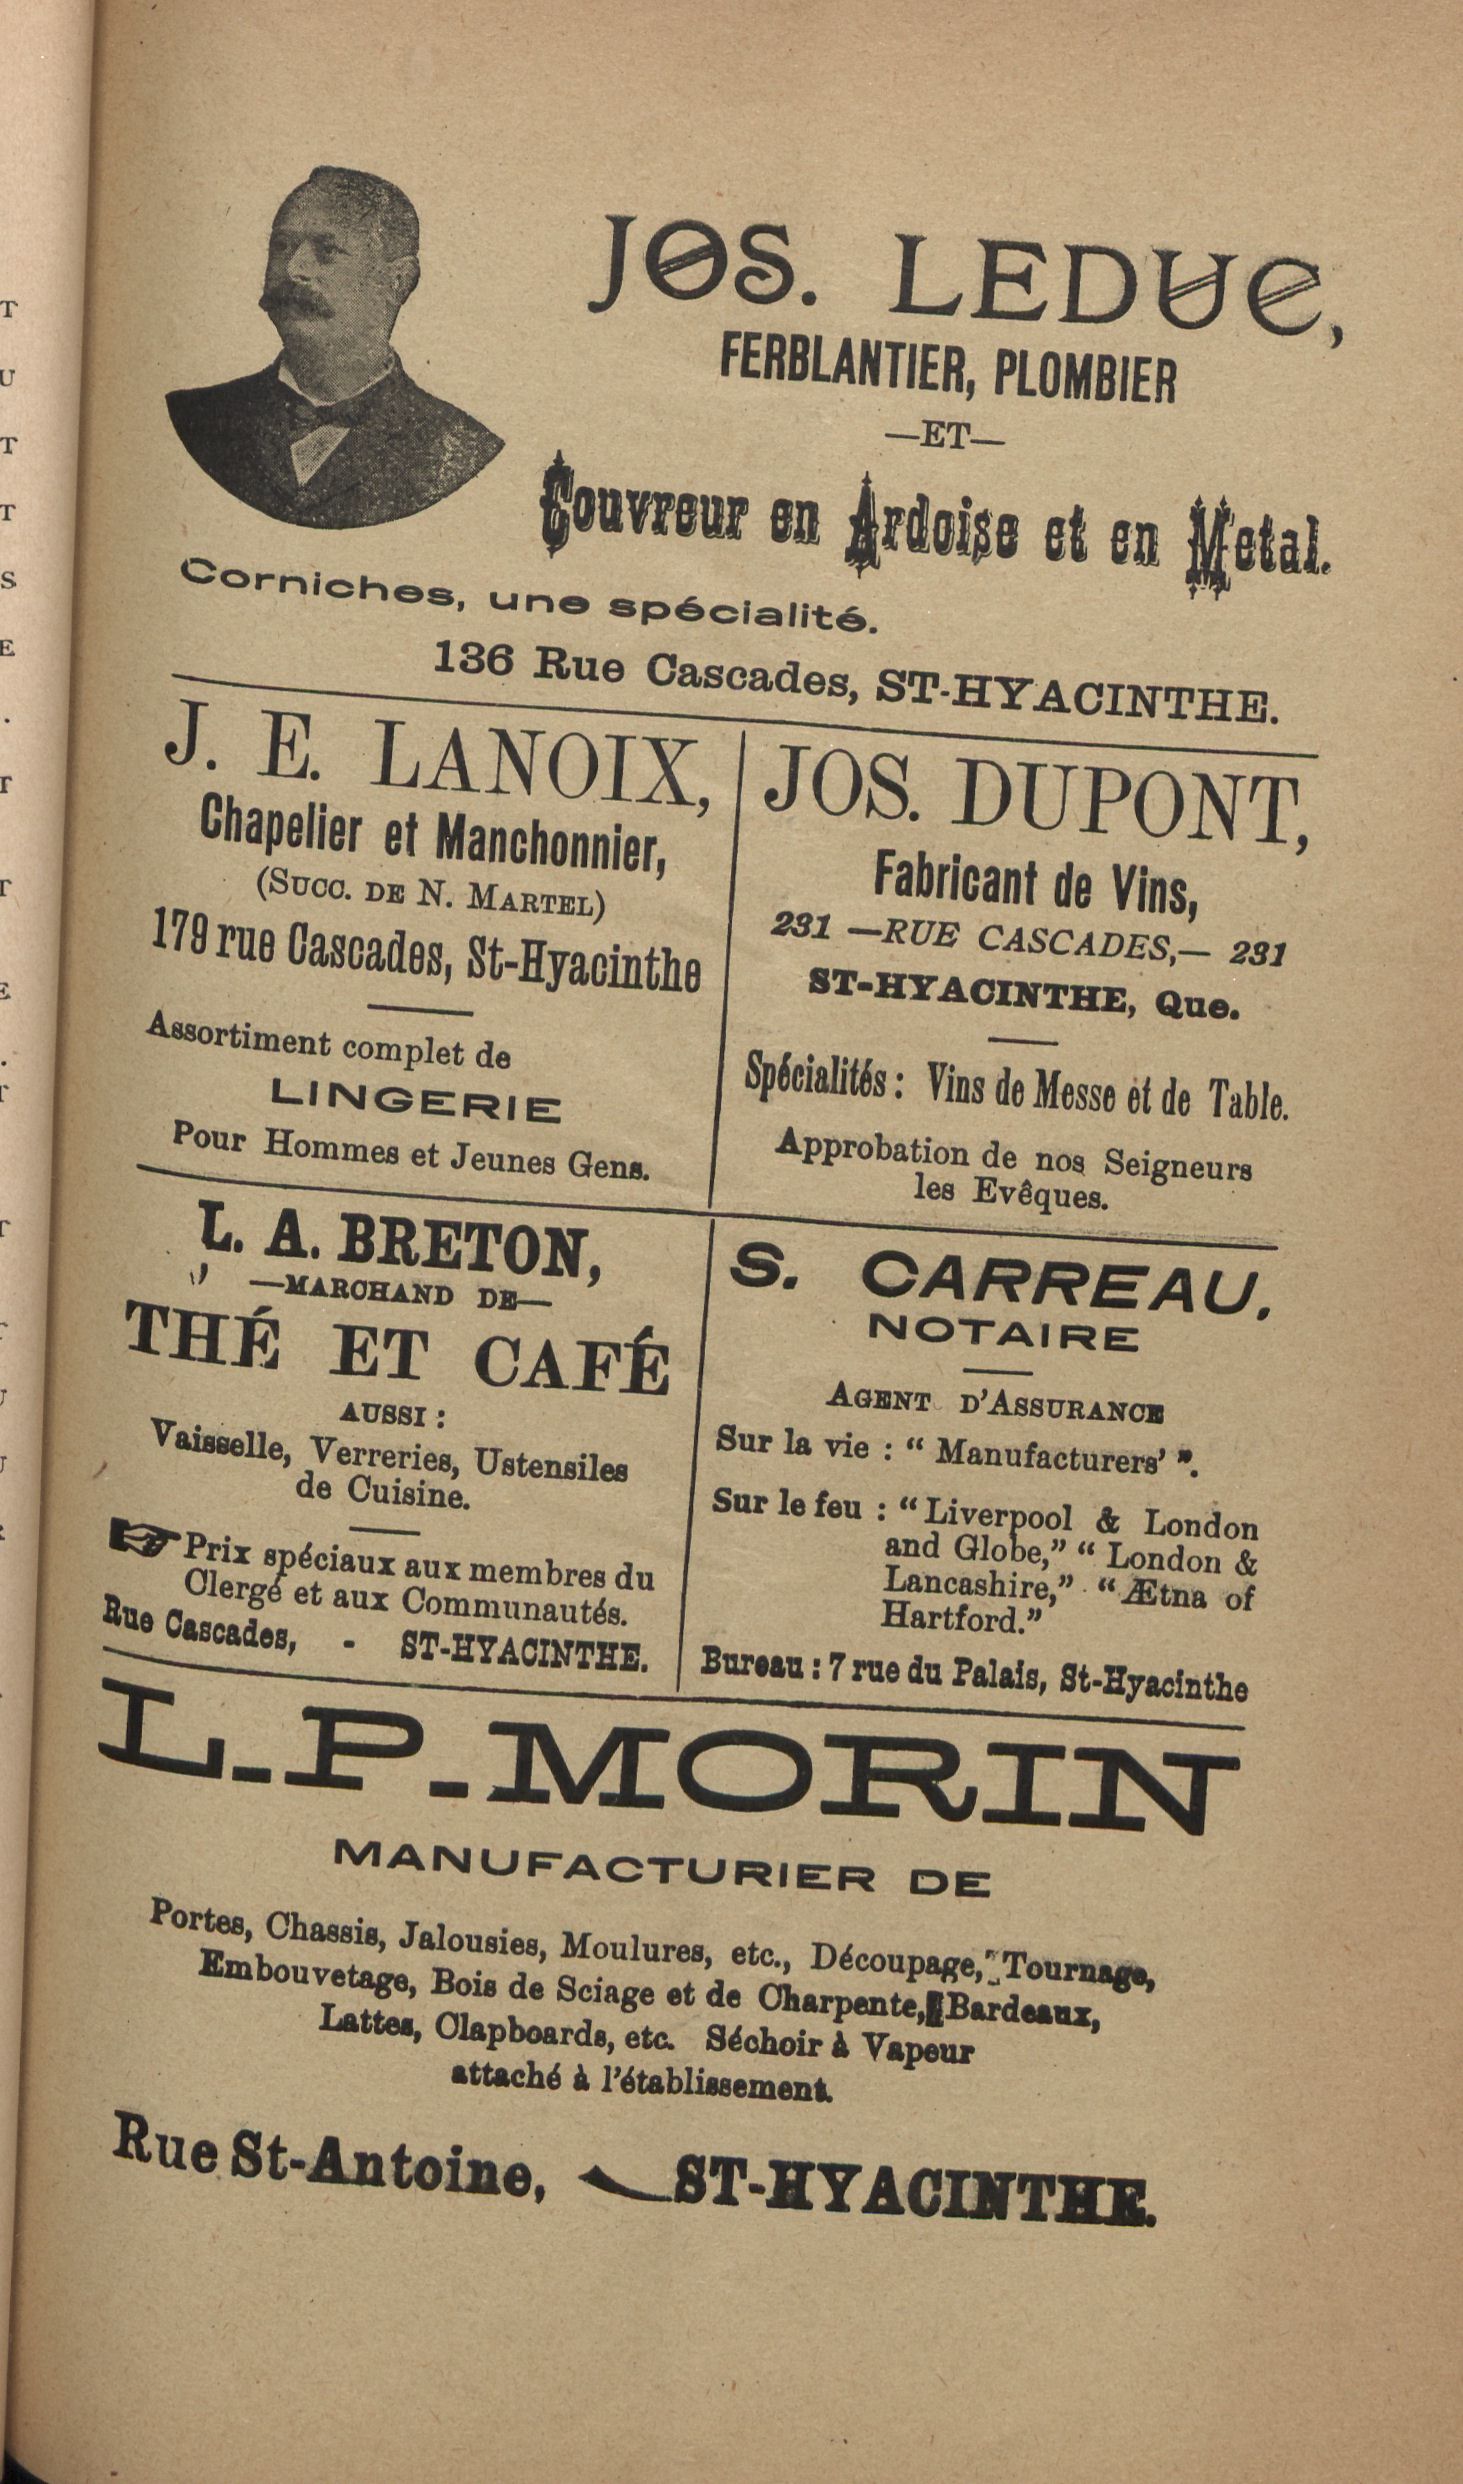 JOS. LEDUC,
FERBLANTIER, PLOMBIER
—ET—
Couvreur en Ardoise et en Metal.
Corniches, une spécialité.
136 Rue Cascades, ST-HYACINTHE.
J. E. LANOIX,
Chapelier et Manchonnier,
(SUCC. DE N. MARTEL)
179 rue Cascades, St-Hyacinthe
Assortiment complet de
LINGERIE
Pour Hommes et Jeunes Gens.
JOS. DUPONT,
Fabricant de Vins,
231 —RUE CASCADES,— 231
ST-HYACINTHE, Que.
Spécialités : Vins de Messe et de Table.
Approbation de nos Seigneurs
les Evêques.
L. A. BRETON,
—MARCHAND DE—
THÉ ET CAFÉ
AUSSI :
Vaisselle, Verreries, Ustensiles
de Cuisine.
☞ Prix spéciaux aux membres du
Clergé et aux Communautés.
Rue Cascades, - ST-HYACINTHE.
S. CARREAU,
NOTAIRE
AGENT D'ASSURANCE
Sur la vie : “ Manufacturers' ”.
Sur le feu : “ Liverpool & London
and Globe,” “ London &
Lancashire,” “ Ætna of
Hartford.”
Bureau : 7 rue du Palais, St-Hyacinthe
L.P.MORIN
MANUFACTURIER DE
Portes, Chassis, Jalousies, Moulures, etc., Découpage, Tournage,
Embouvetage, Bois de Sciage et de Charpente, Bardeaux,
Lattes, Clapboards, etc. Séchoir à Vapeur
attaché à l'établissement.
Rue St-Antoine, ST-HYACINTHE.